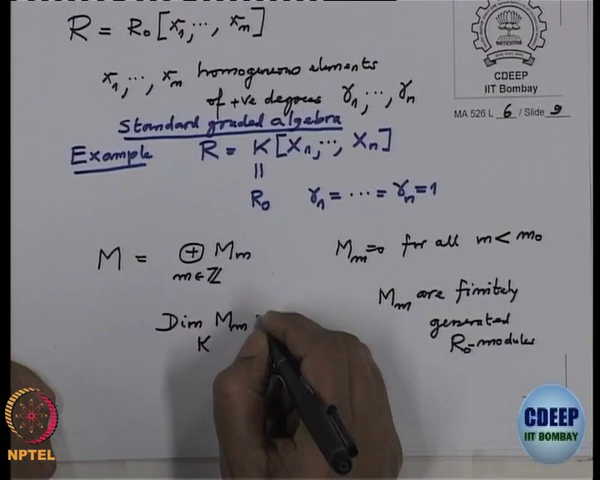 R = R₀[x₁, ⋯, xₙ]
x₁, ⋯, xₙ homogeneous elements
of +ve degrees γ₁, ⋯, γₙ
Standard graded algebra
Example R = K[X₁, ⋯, Xₙ]
||
R₀ γ₁ = ⋯ = γₙ = 1
M = ⊕ Mₘ Mₘ=0 for all m < m₀
m∈ℤ
Mₘ are finitely
generated
R₀-modules
Dim Mₘ
K
CDEEP
IIT Bombay
MA 526 L 6 / Slide 9
NPTEL
CDEEP
IIT BOMBAY